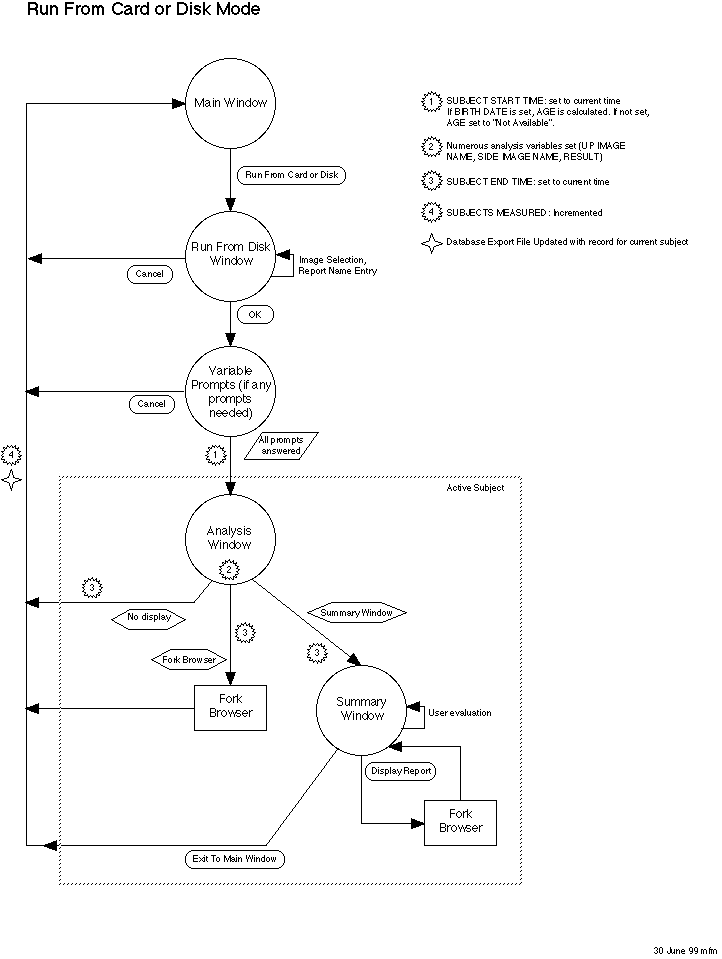 Run From Card or Disk Mode
Main Window
1 SUBJECT START TIME: set to current time
If BIRTH DATE is set, AGE is calculated. If not set,
AGE set to "Not Available".
2 Numerous analysis variables set (UP IMAGE
NAME, SIDE IMAGE NAME, RESULT)
3 SUBJECT END TIME: set to current time
4 SUBJECTS MEASURED: Incremented
Database Export File Updated with record for current subject
Run From Card or Disk
Run From Disk
Window
Image Selection,
Report Name Entry
Cancel
OK
Variable
Prompts (if any
prompts
needed)
Cancel
All prompts
answered
1
4
Active Subject
Analysis
Window
2
3
No display
3
Fork Browser
Summary Window
3
Fork
Browser
Summary
Window
User evaluation
Display Report
Fork
Browser
Exit To Main Window
30 June 99 mfm